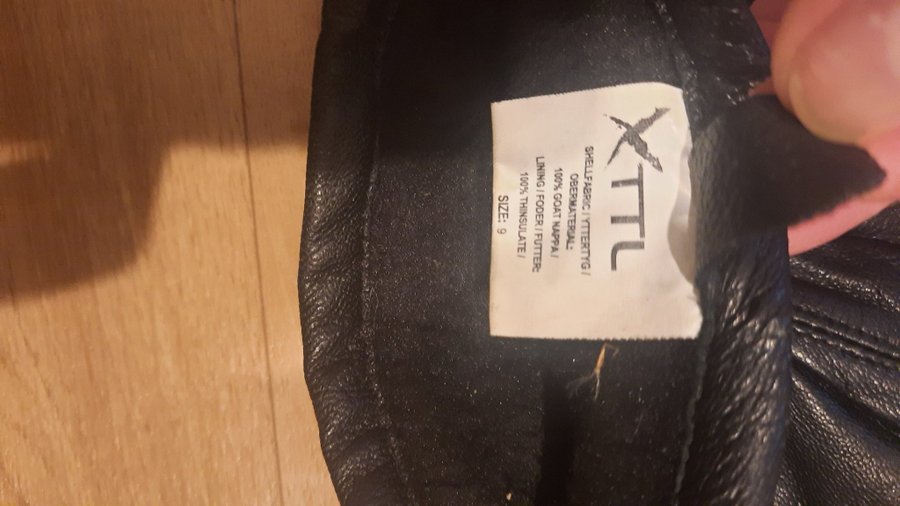 XTTL
SHELLFABRIC / YTTERTYG /
OBERMATERIAL:
100% GOAT NAPPA /
LINING / FODER / FUTTER:
100% THINSULATE /
SIZE: 9